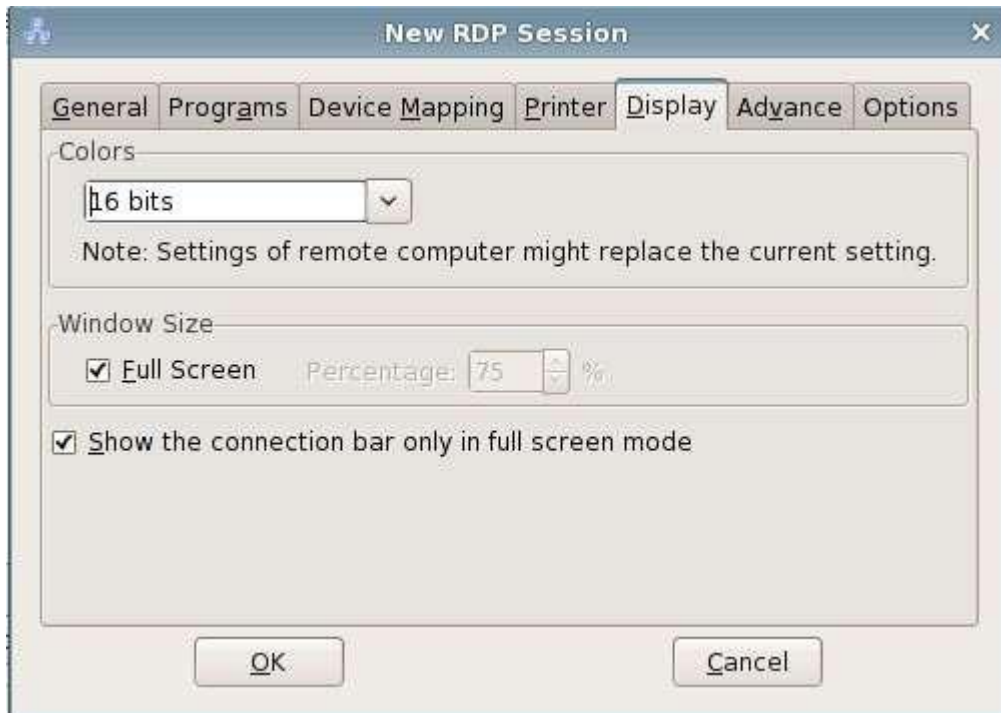 New RDP Session
General Programs Device Mapping Printer Display Advance Options
Colors
16 bits
Note: Settings of remote computer might replace the current setting.
Window Size
Full Screen Percentage: 75 %
Show the connection bar only in full screen mode
OK Cancel